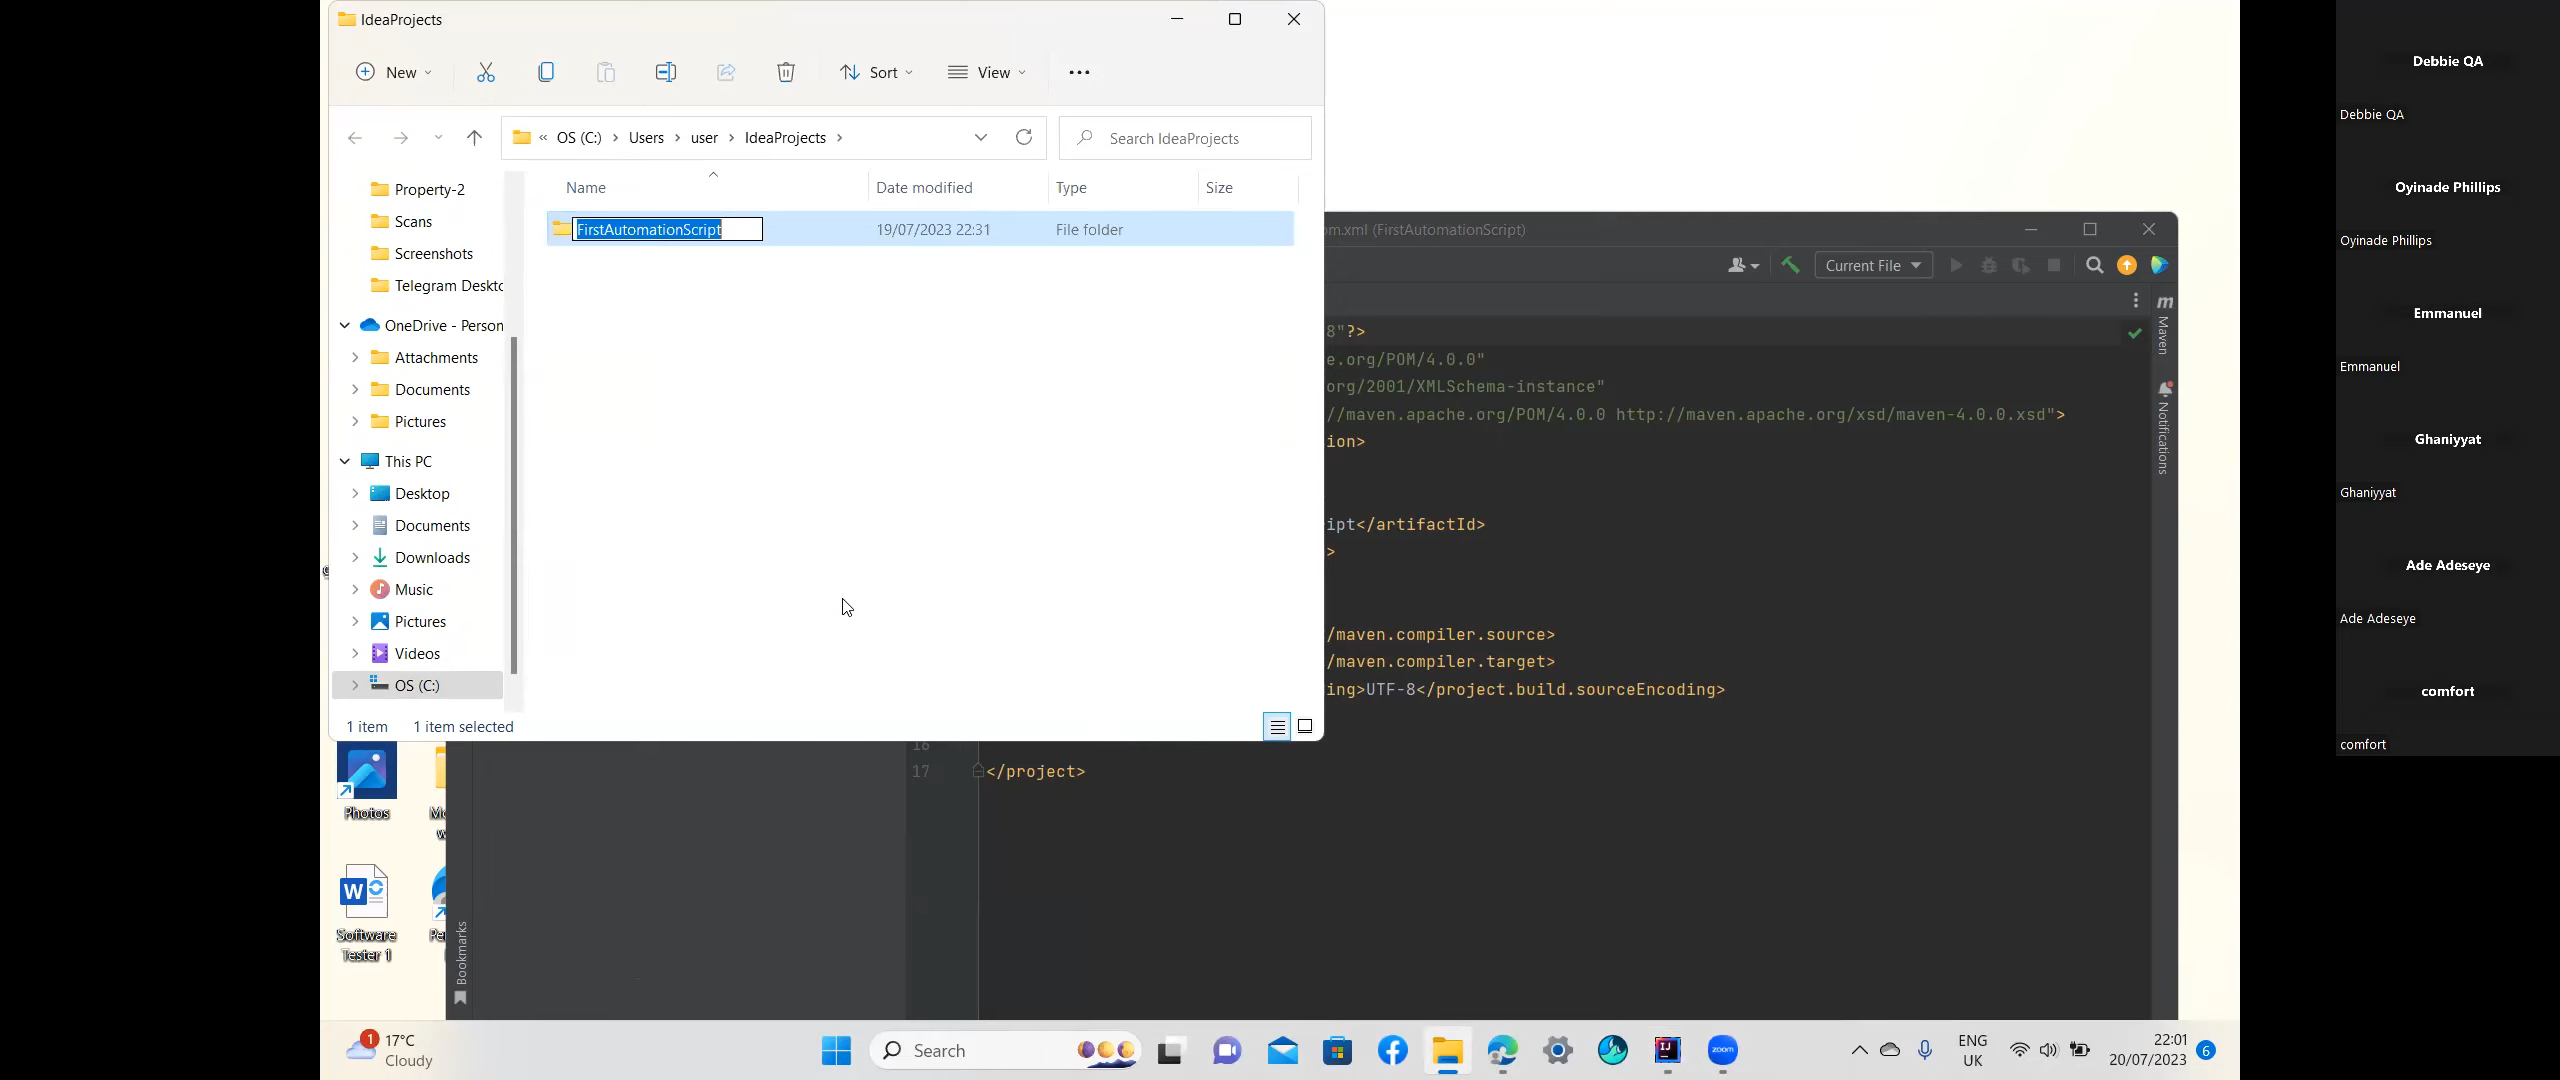 IdeaProjects
New
Sort
View
OS (C:)
Users
user
IdeaProjects
Search IdeaProjects
Name
Date modified
Type
Size
FirstAutomationScript
19/07/2023 22:31
File folder
Property-2
Scans
Screenshots
Telegram Deskto
OneDrive - Person
Attachments
Documents
Pictures
This PC
Desktop
Documents
Downloads
Music
Pictures
Videos
OS (C:)
1 item
1 item selected
om.xml (FirstAutomationScript)
Current File
Maven
Notifications
8"?>
e.org/POM/4.0.0"
org/2001/XMLSchema-instance"
//maven.apache.org/POM/4.0.0 http://maven.apache.org/xsd/maven-4.0.0.xsd">
ion>
ipt</artifactId>
>
/maven.compiler.source>
/maven.compiler.target>
ing>UTF-8</project.build.sourceEncoding>
16
17
</project>
Bookmarks
Photos
Software
Tester 1
1
17°C
Cloudy
Search
zoom
ENG
UK
22:01
20/07/2023
6
Debbie QA
Debbie QA
Oyinade Phillips
Oyinade Phillips
Emmanuel
Emmanuel
Ghaniyyat
Ghaniyyat
Ade Adeseye
Ade Adeseye
comfort
comfort